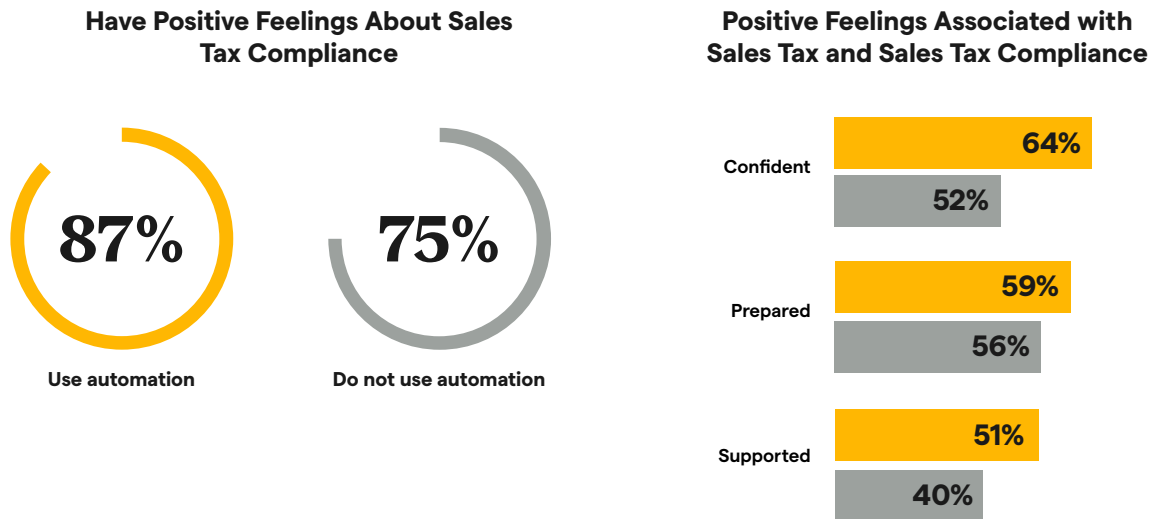 Have Positive Feelings About Sales
Tax Compliance
87%
Use automation
75%
Do not use automation
Positive Feelings Associated with
Sales Tax and Sales Tax Compliance
Confident
64%
52%
Prepared
59%
56%
Supported
51%
40%